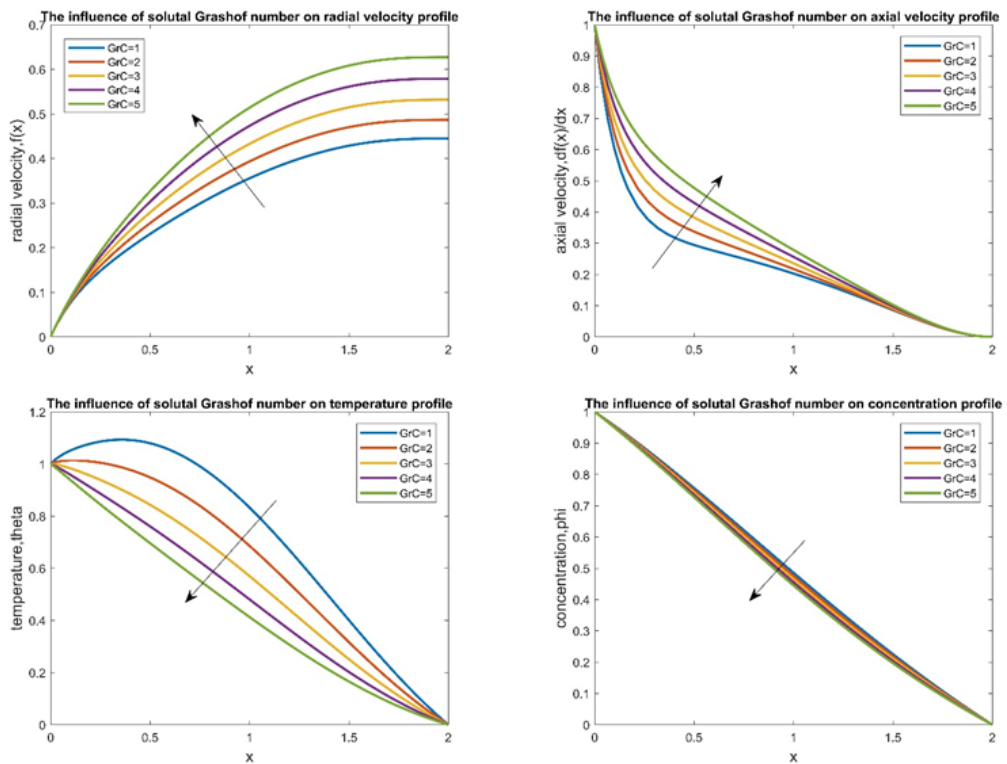 The influence of solutal Grashof number on radial velocity profile
0.7
0.6
0.5
0.4
0.3
0.2
0.1
0
radial velocity,f(x)
GrC=1
GrC=2
GrC=3
GrC=4
GrC=5
0
0.5
1
1.5
2
x
The influence of solutal Grashof number on axial velocity profile
1
0.9
0.8
0.7
0.6
0.5
0.4
0.3
0.2
0.1
0
axial velocity,df(x)/dx
GrC=1
GrC=2
GrC=3
GrC=4
GrC=5
0
0.5
1
1.5
2
x
The influence of solutal Grashof number on temperature profile
1.2
1
0.8
0.6
0.4
0.2
0
temperature,theta
GrC=1
GrC=2
GrC=3
GrC=4
GrC=5
0
0.5
1
1.5
2
x
The influence of solutal Grashof number on concentration profile
1
0.9
0.8
0.7
0.6
0.5
0.4
0.3
0.2
0.1
0
concentration,phi
GrC=1
GrC=2
GrC=3
GrC=4
GrC=5
0
0.5
1
1.5
2
x